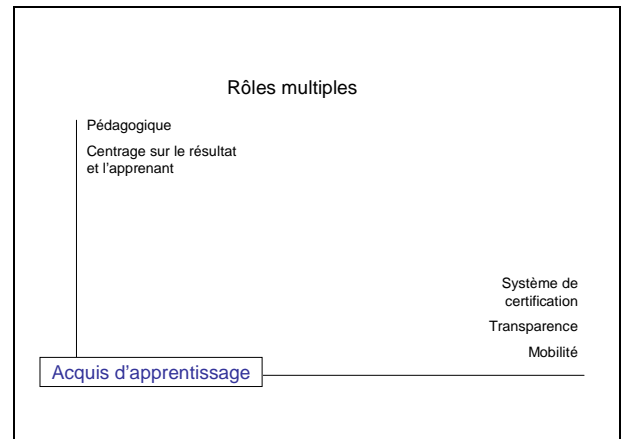 Rôles multiples
Pédagogique
Centrage sur le résultat
et l'apprenant
Système de
certification
Transparence
Mobilité
Acquis d'apprentissage